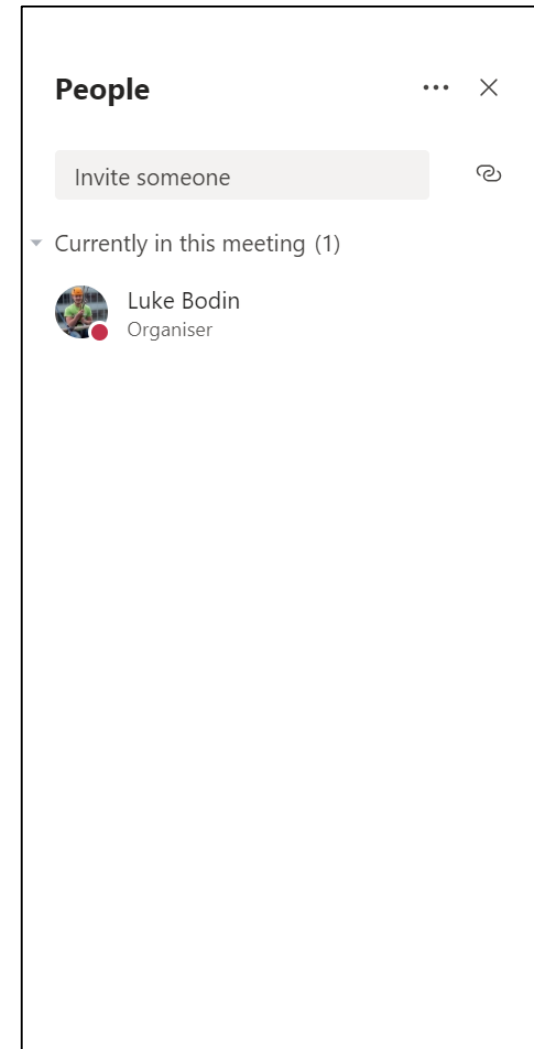 People
Invite someone
Currently in this meeting (1)
Luke Bodin
Organiser